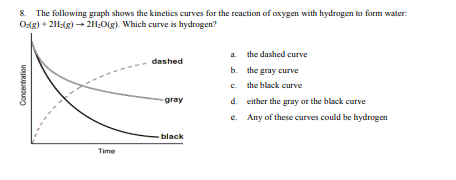 8. The following graph shows the kinetics curves for the reaction of oxygen with hydrogen to form water:
O₂(g) + 2H₂(g) → 2H₂O(g). Which curve is hydrogen?
Concentration
dashed
gray
black
Time
a. the dashed curve
b. the gray curve
c. the black curve
d. either the gray or the black curve
e. Any of these curves could be hydrogen